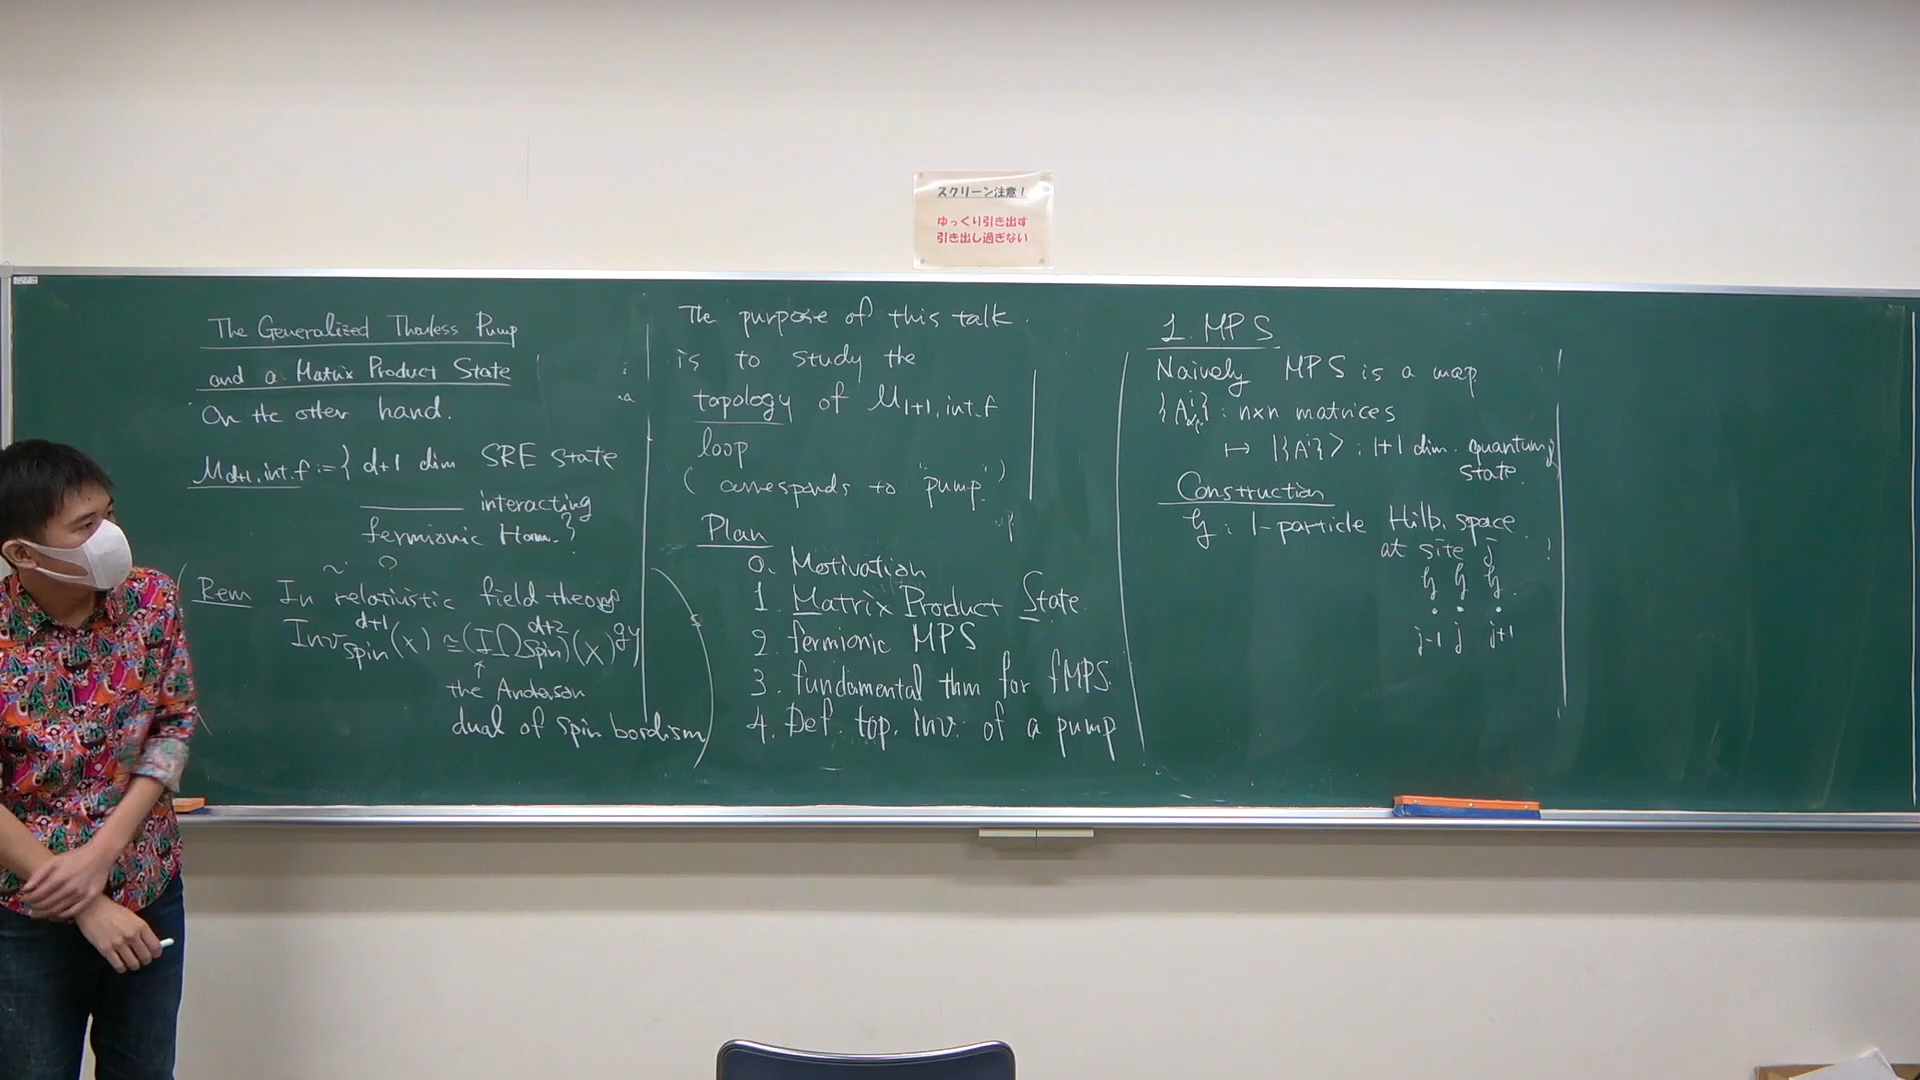 スクリーン注意！
ゆっくり引き出す
引き出し過ぎない
The Generalized Thouless Pump
and a Matrix Product State
On the other hand.
M_{d+1, int. f} := { d+1 dim SRE state
interacting
fermionic Ham. }
Rem In relativistic field theory
Inv^{d+1}_{spin}(X) ≅ (IΩ^{d+2}_{spin})(X)
↑
the Anderson
dual of spin bordism
The purpose of this talk
is to study the
topology of M_{1+1, int. f}
loop
( corresponds to "pump" )
Plan
0. Motivation
1. Matrix Product State
2. fermionic MPS
3. fundamental thm for fMPS.
4. Def. top. inv. of a pump
1. MPS
Naively MPS is a map
{A^i} : n×n matrices
↦ |{A^i}> : 1+1 dim. quantum
state.
Construction
: 1-particle Hilb. space
at site j
j-1 j j+1